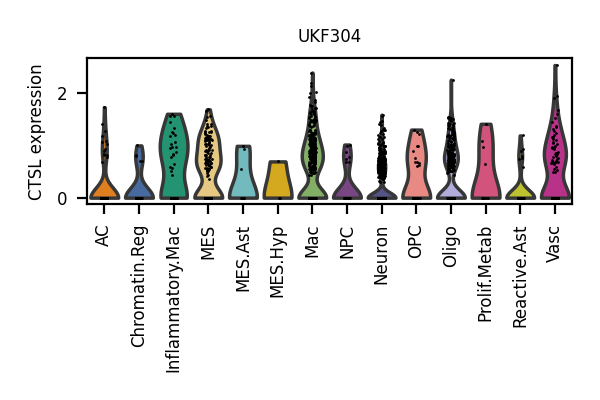 UKF304
CTSL expression
2
0
AC
Chromatin.Reg
Inflammatory.Mac
MES
MES.Ast
MES.Hyp
Mac
NPC
Neuron
OPC
Oligo
Prolif.Metab
Reactive.Ast
Vasc